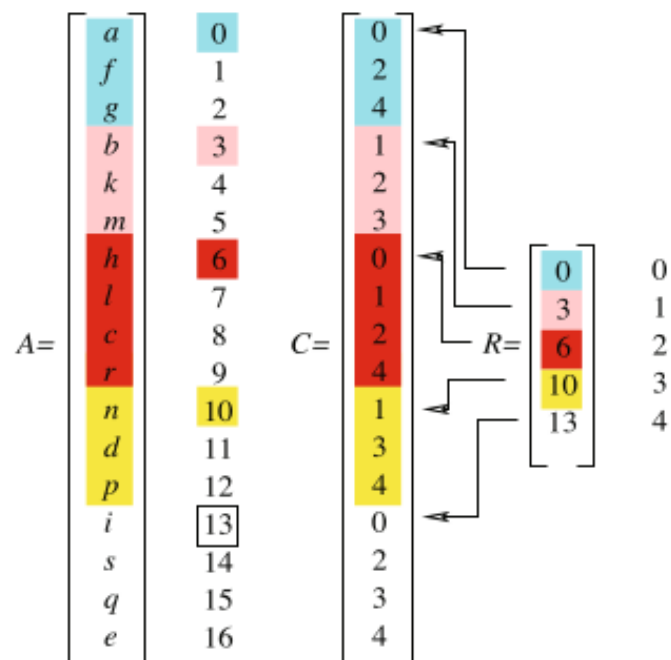 a 0 0
f 1 2
g 2 4
b 3 1
k 4 2
m 5 3
h 6 0 0 0
l 7 1 3 1
A= c 8 C= 2 R= 6 2
r 9 4 10 3
n 10 1 13 4
d 11 3
p 12 4
i 13 0
s 14 2
q 15 3
e 16 4